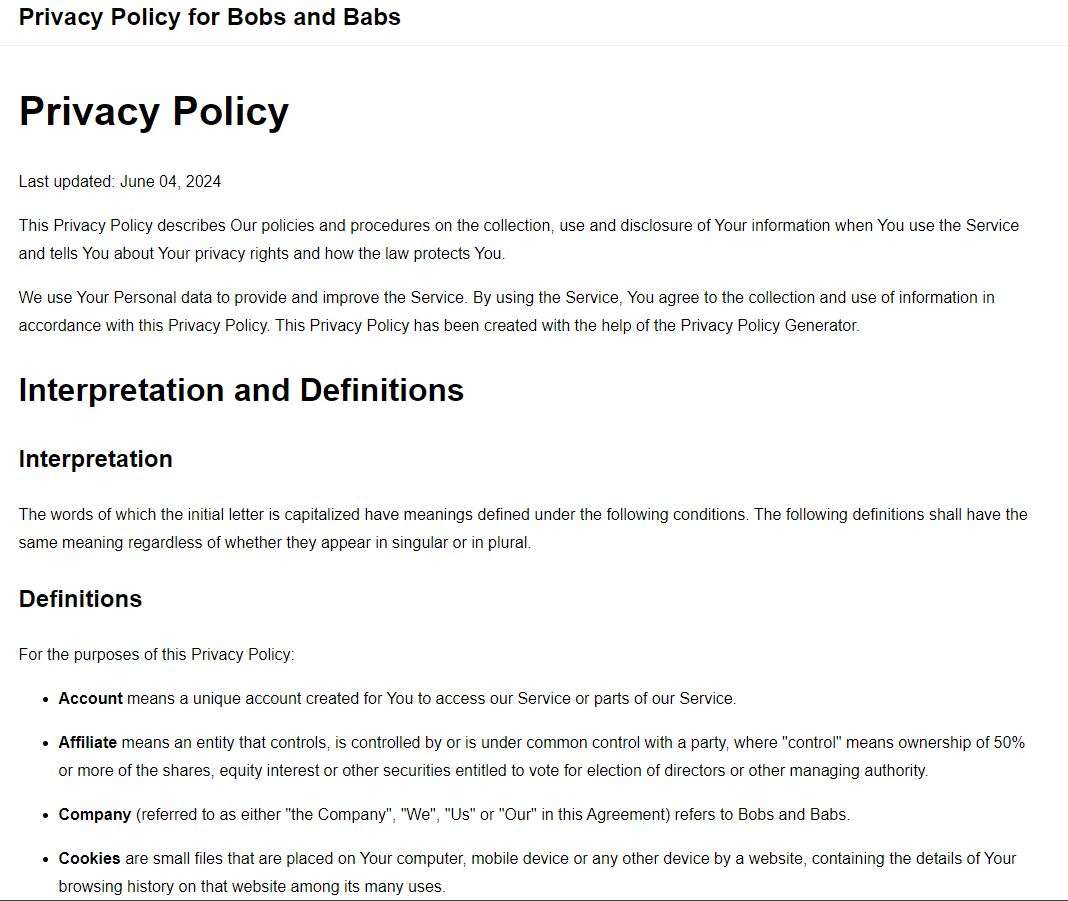 Privacy Policy for Bobs and Babs
Privacy Policy
Last updated: June 04, 2024
This Privacy Policy describes Our policies and procedures on the collection, use and disclosure of Your information when You use the Service
and tells You about Your privacy rights and how the law protects You.
We use Your Personal data to provide and improve the Service. By using the Service, You agree to the collection and use of information in
accordance with this Privacy Policy. This Privacy Policy has been created with the help of the Privacy Policy Generator.
Interpretation and Definitions
Interpretation
The words of which the initial letter is capitalized have meanings defined under the following conditions. The following definitions shall have the
same meaning regardless of whether they appear in singular or in plural.
Definitions
For the purposes of this Privacy Policy:
• Account means a unique account created for You to access our Service or parts of our Service.
• Affiliate means an entity that controls, is controlled by or is under common control with a party, where "control" means ownership of 50%
or more of the shares, equity interest or other securities entitled to vote for election of directors or other managing authority.
• Company (referred to as either "the Company", "We", "Us" or "Our" in this Agreement) refers to Bobs and Babs.
• Cookies are small files that are placed on Your computer, mobile device or any other device by a website, containing the details of Your
browsing history on that website among its many uses.